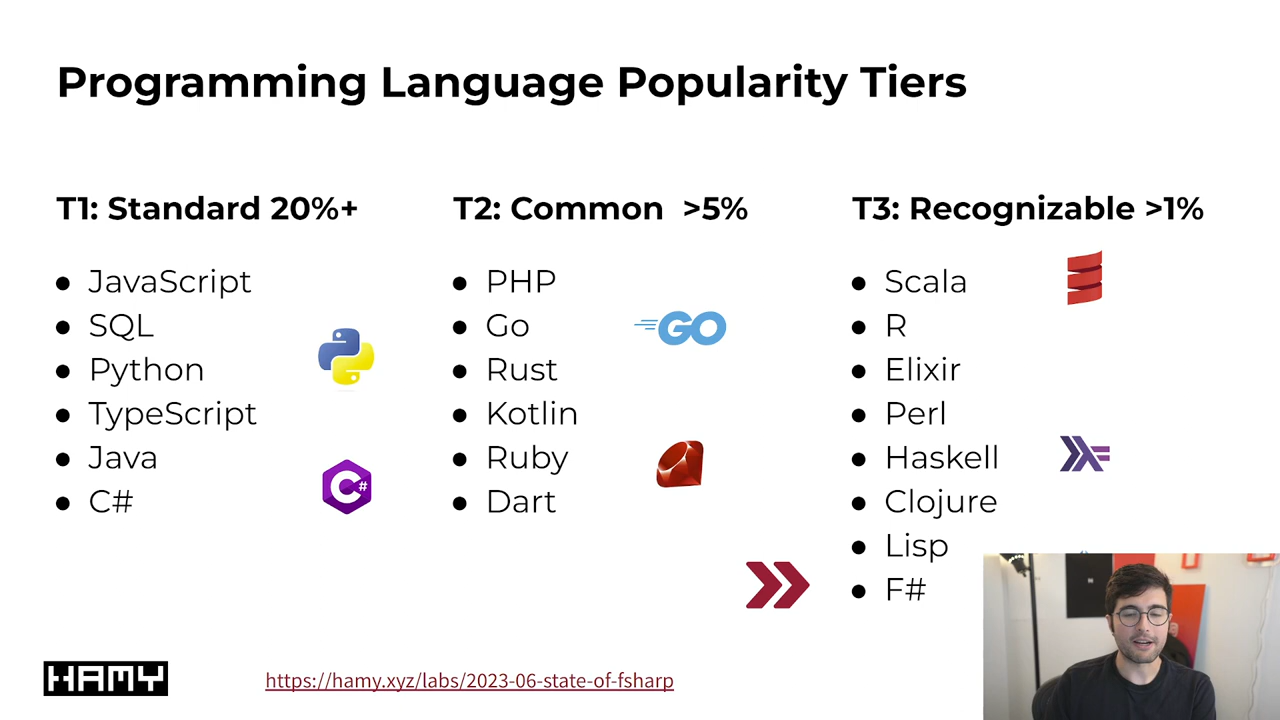 Programming Language Popularity Tiers
T1: Standard 20%+
JavaScript
SQL
Python
TypeScript
Java
C#
T2: Common >5%
PHP
Go
GO
Rust
Kotlin
Ruby
Dart
T3: Recognizable >1%
Scala
R
Elixir
Perl
Haskell
Clojure
Lisp
F#
C#
HAMY
https://hamy.xyz/labs/2023-06-state-of-fsharp